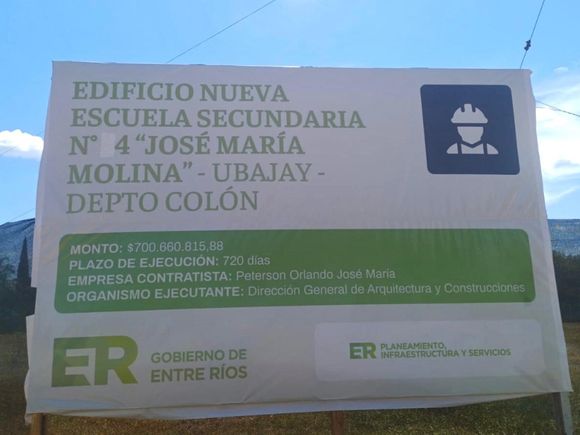 EDIFICIO NUEVA
ESCUELA SECUNDARIA
N° 4 “JOSÉ MARÍA
MOLINA” - UBAJAY -
DEPTO COLÓN
MONTO: $700.660.815,88
PLAZO DE EJECUCIÓN: 720 días
EMPRESA CONTRATISTA: Peterson Orlando José María
ORGANISMO EJECUTANTE: Dirección General de Arquitectura y Construcciones
ER GOBIERNO DE
ENTRE RÍOS
ER PLANEAMIENTO,
INFRAESTRUCTURA Y SERVICIOS